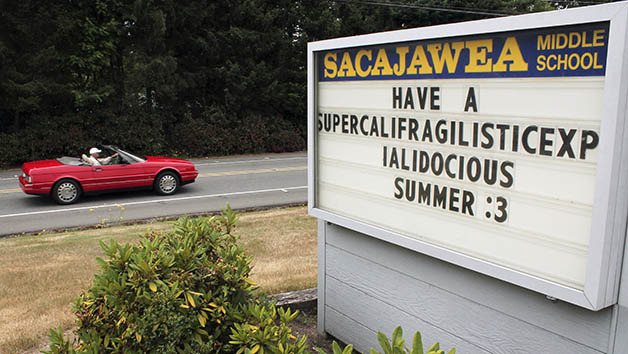 SACAJAWEA MIDDLE SCHOOL
HAVE A
SUPERCALIFRAGILISTICEXP
IALIDOCIOUS
SUMMER :3